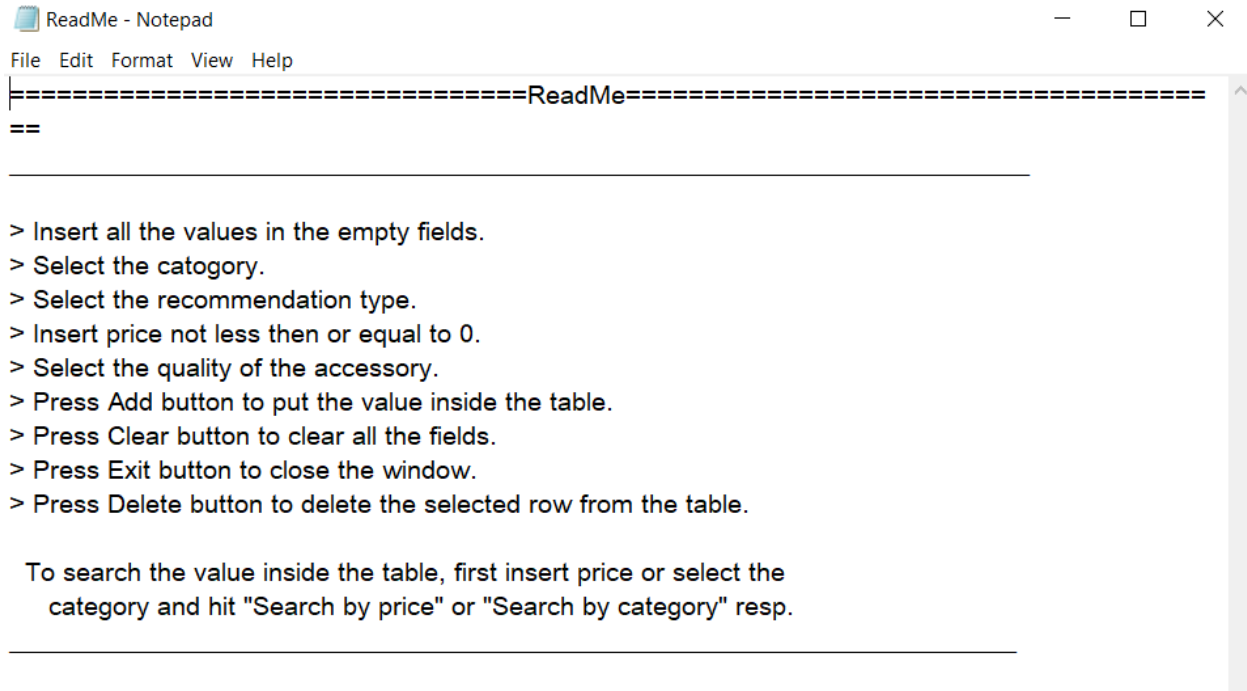 ReadMe - Notepad
File Edit Format View Help
=================================ReadMe=====================================
==
> Insert all the values in the empty fields.
> Select the catogory.
> Select the recommendation type.
> Insert price not less then or equal to 0.
> Select the quality of the accessory.
> Press Add button to put the value inside the table.
> Press Clear button to clear all the fields.
> Press Exit button to close the window.
> Press Delete button to delete the selected row from the table.
To search the value inside the table, first insert price or select the
category and hit "Search by price" or "Search by category" resp.